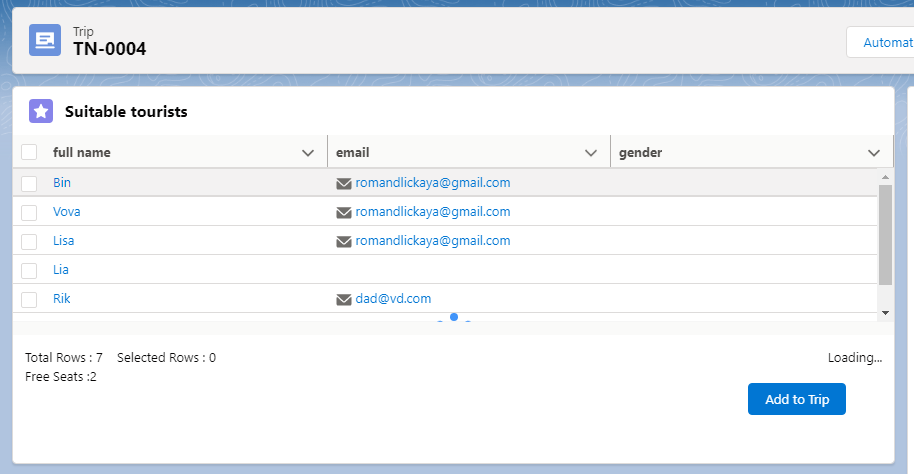 Trip
TN-0004
Automat
Suitable tourists
full name email gender
Bin romandlickaya@gmail.com
Vova romandlickaya@gmail.com
Lisa romandlickaya@gmail.com
Lia
Rik dad@vd.com
Total Rows : 7 Selected Rows : 0 Loading...
Free Seats :2
Add to Trip